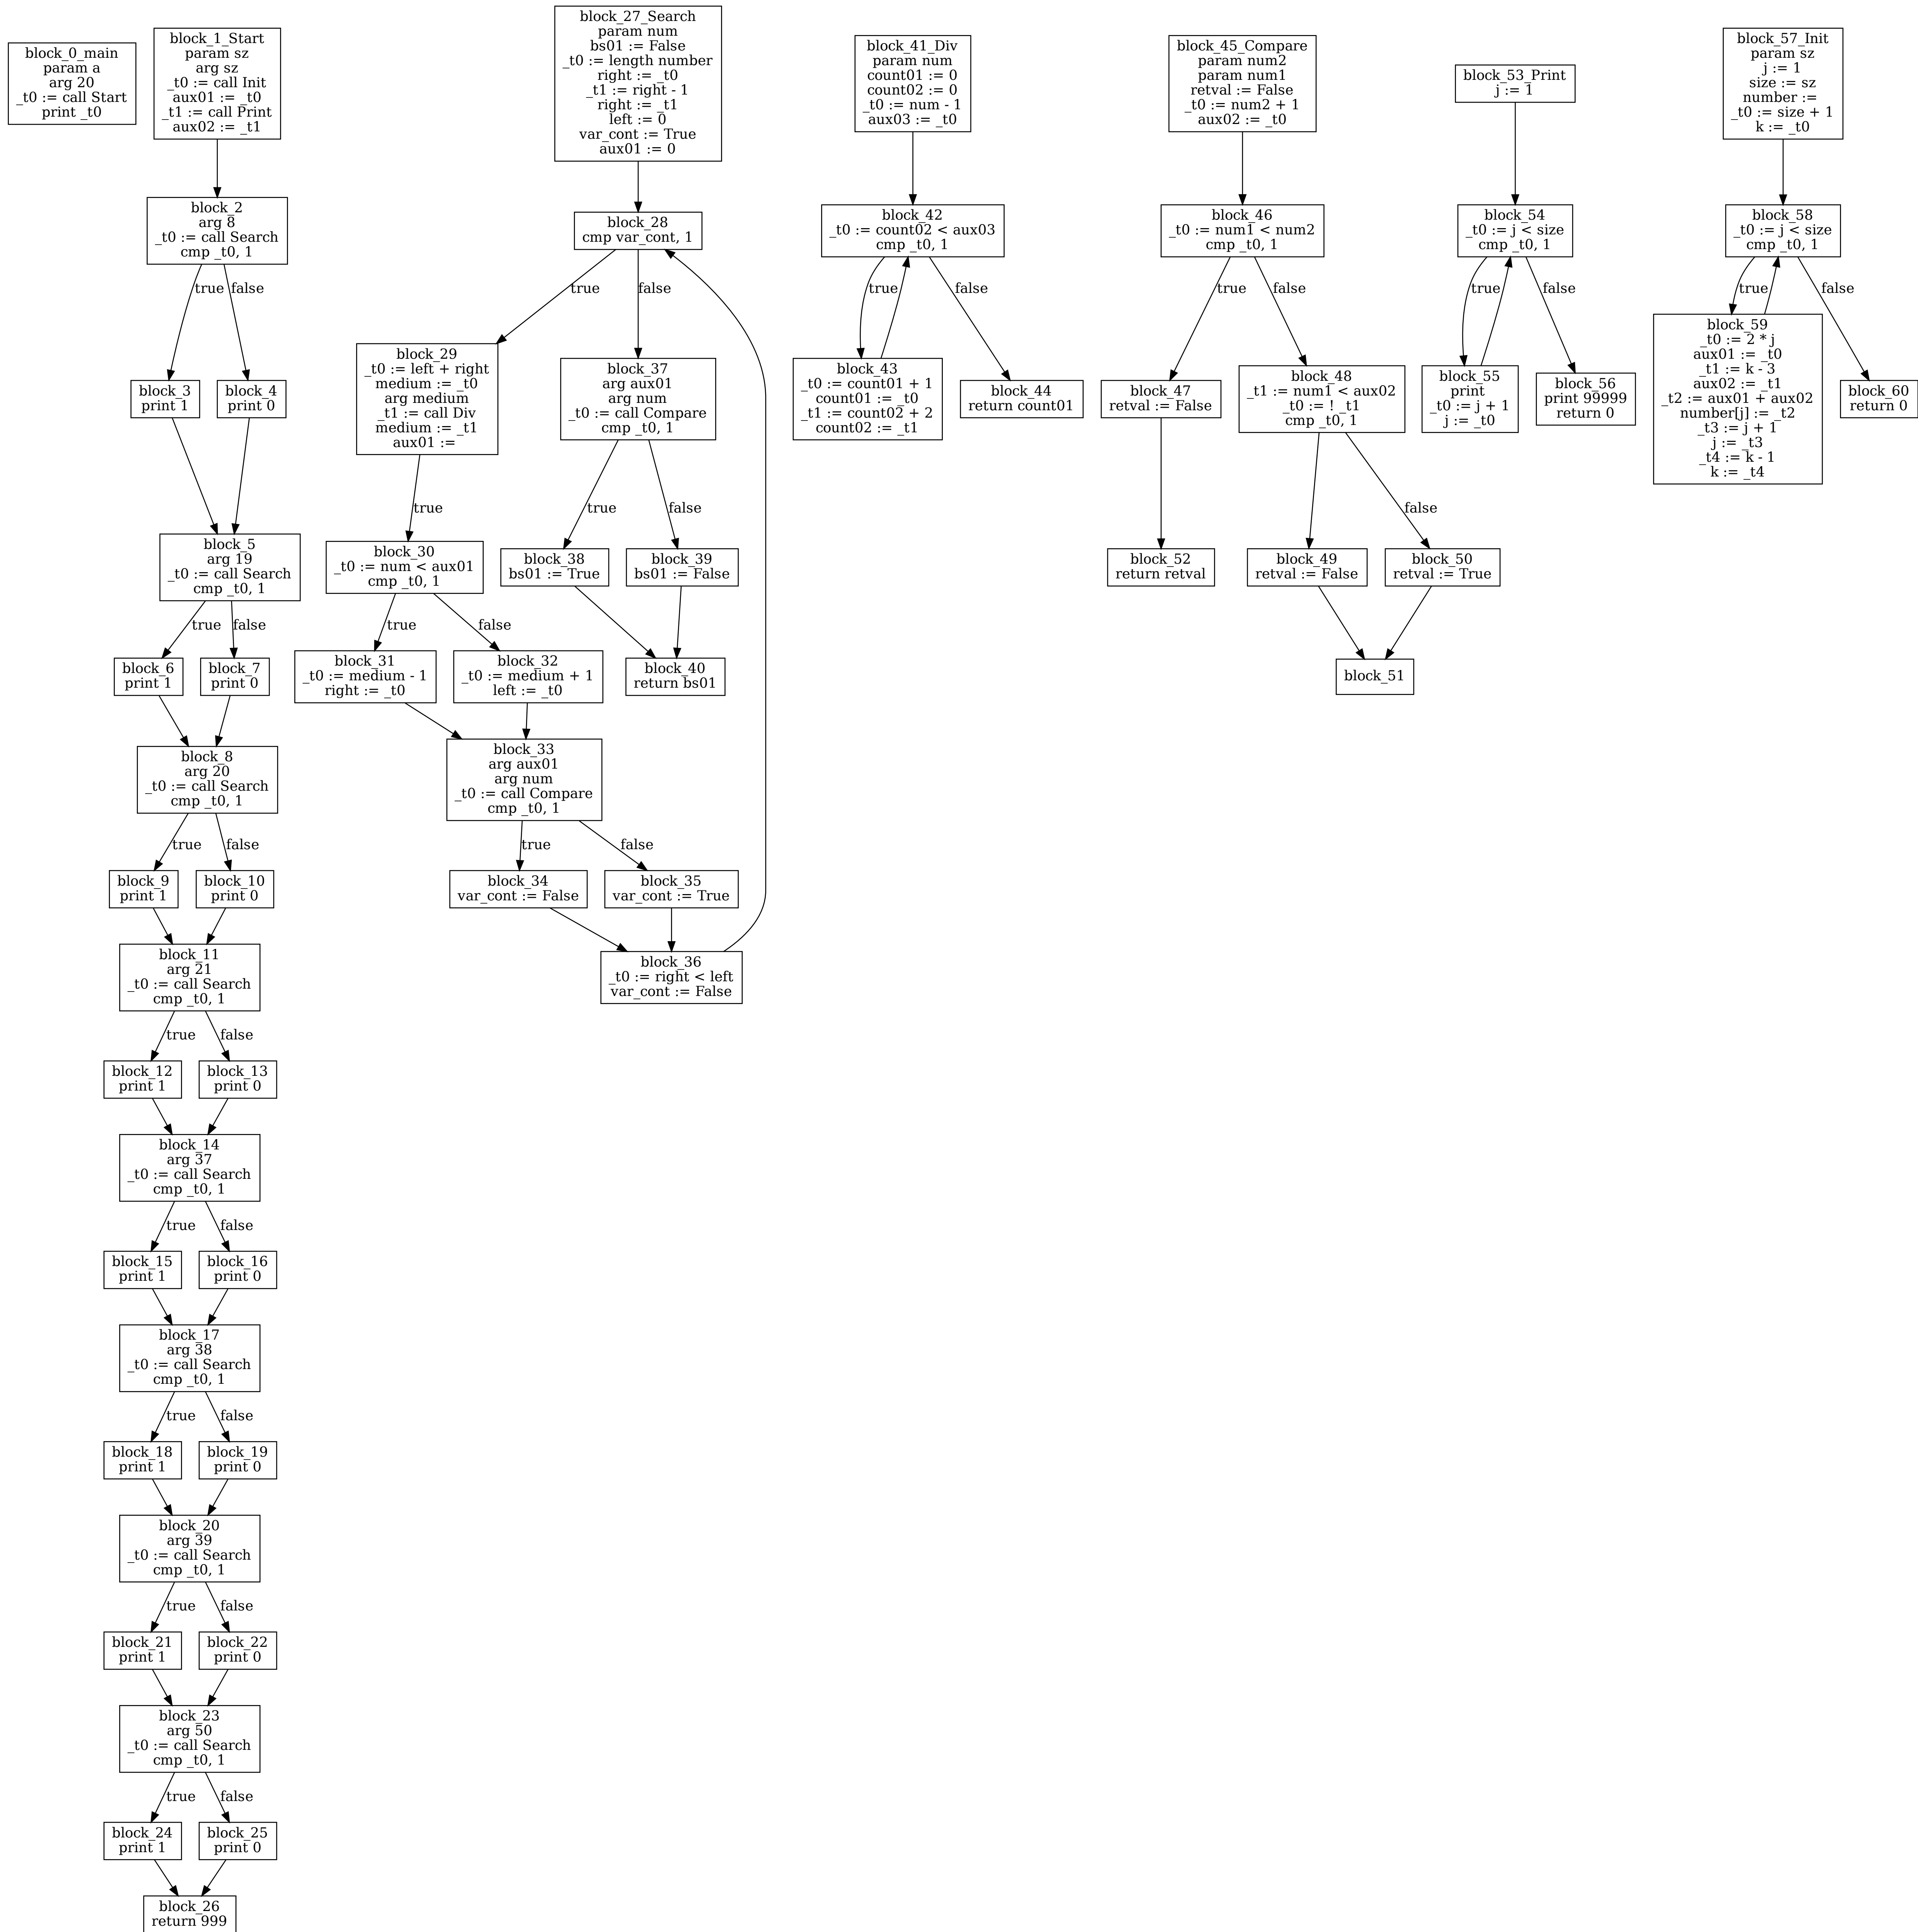 block_0_main
param a
arg 20
_t0 := call Start
print _t0
block_1_Start
param sz
arg sz
_t0 := call Init
aux01 := _t0
_t1 := call Print
aux02 := _t1
block_2
arg 8
_t0 := call Search
cmp _t0, 1
true
false
block_3
print 1
block_4
print 0
block_5
arg 19
_t0 := call Search
cmp _t0, 1
true
false
block_6
print 1
block_7
print 0
block_8
arg 20
_t0 := call Search
cmp _t0, 1
true
false
block_9
print 1
block_10
print 0
block_11
arg 21
_t0 := call Search
cmp _t0, 1
true
false
block_12
print 1
block_13
print 0
block_14
arg 37
_t0 := call Search
cmp _t0, 1
true
false
block_15
print 1
block_16
print 0
block_17
arg 38
_t0 := call Search
cmp _t0, 1
true
false
block_18
print 1
block_19
print 0
block_20
arg 39
_t0 := call Search
cmp _t0, 1
true
false
block_21
print 1
block_22
print 0
block_23
arg 50
_t0 := call Search
cmp _t0, 1
true
false
block_24
print 1
block_25
print 0
block_26
return 999
block_27_Search
param num
bs01 := False
_t0 := length number
right := _t0
_t1 := right - 1
right := _t1
left := 0
var_cont := True
aux01 := 0
block_28
cmp var_cont, 1
true
false
block_29
_t0 := left + right
medium := _t0
arg medium
_t1 := call Div
medium := _t1
aux01 :=
true
block_30
_t0 := num < aux01
cmp _t0, 1
true
false
block_31
_t0 := medium - 1
right := _t0
block_32
_t0 := medium + 1
left := _t0
block_33
arg aux01
arg num
_t0 := call Compare
cmp _t0, 1
true
false
block_34
var_cont := False
block_35
var_cont := True
block_36
_t0 := right < left
var_cont := False
block_37
arg aux01
arg num
_t0 := call Compare
cmp _t0, 1
true
false
block_38
bs01 := True
block_39
bs01 := False
block_40
return bs01
block_41_Div
param num
count01 := 0
count02 := 0
_t0 := num - 1
aux03 := _t0
block_42
_t0 := count02 < aux03
cmp _t0, 1
true
false
block_43
_t0 := count01 + 1
count01 := _t0
_t1 := count02 + 2
count02 := _t1
block_44
return count01
block_45_Compare
param num2
param num1
retval := False
_t0 := num2 + 1
aux02 := _t0
block_46
_t0 := num1 < num2
cmp _t0, 1
true
false
block_47
retval := False
block_48
_t1 := num1 < aux02
_t0 := ! _t1
cmp _t0, 1
false
block_52
return retval
block_49
retval := False
block_50
retval := True
block_51
block_53_Print
j := 1
block_54
_t0 := j < size
cmp _t0, 1
true
false
block_55
print
_t0 := j + 1
j := _t0
block_56
print 99999
return 0
block_57_Init
param sz
j := 1
size := sz
number :=
_t0 := size + 1
k := _t0
block_58
_t0 := j < size
cmp _t0, 1
true
false
block_59
_t0 := 2 * j
aux01 := _t0
_t1 := k - 3
aux02 := _t1
_t2 := aux01 + aux02
number[j] := _t2
_t3 := j + 1
j := _t3
_t4 := k - 1
k := _t4
block_60
return 0